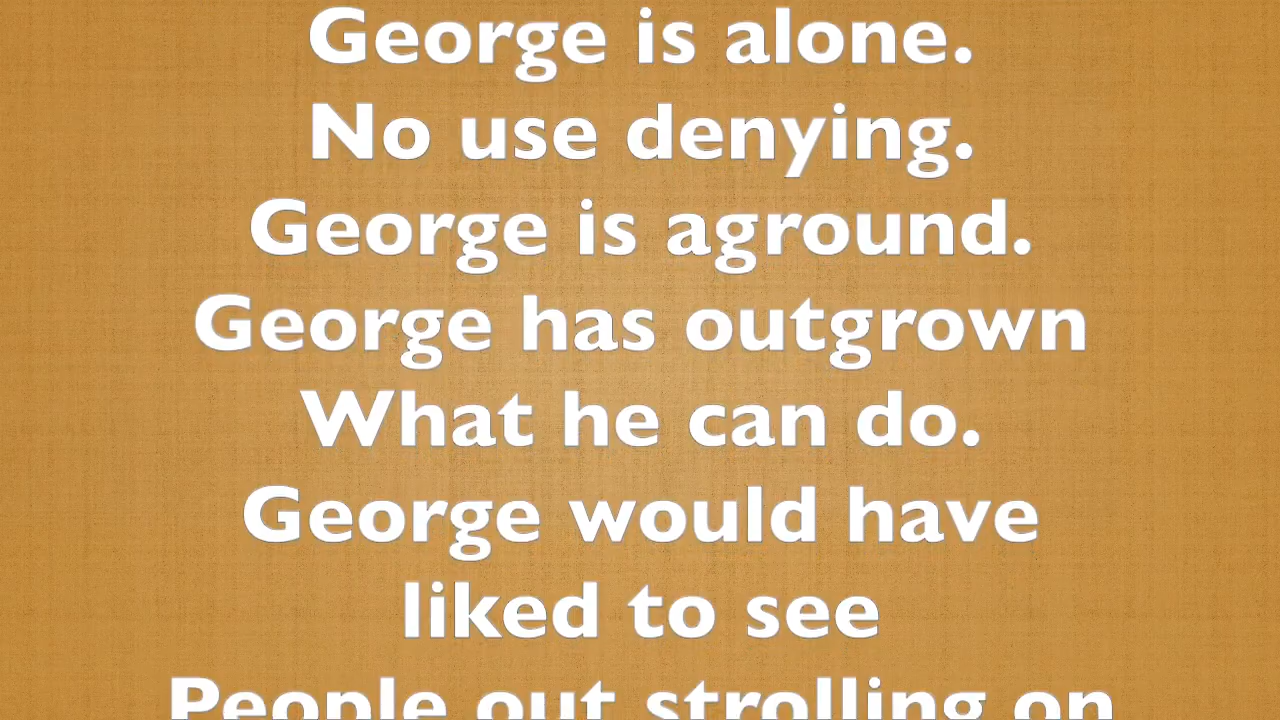 George is alone.
No use denying.
George is aground.
George has outgrown
What he can do.
George would have
liked to see
People out strolling on